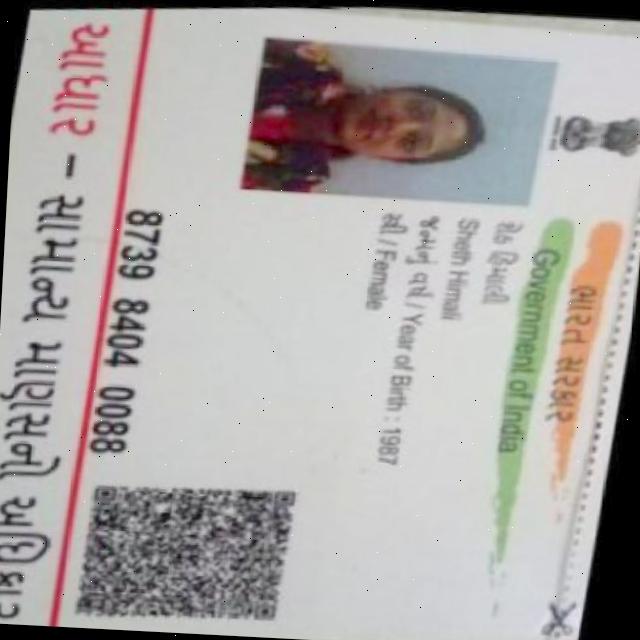 ભારત સરકાર
Government of India
શેઠ હિમાલી
Sheth Himali
જન્મનું વર્ષ / Year of Birth : 1987
સ્ત્રી / Female
8739 8404 0088
આધાર – સામાન્ય માણસનો અધિકાર